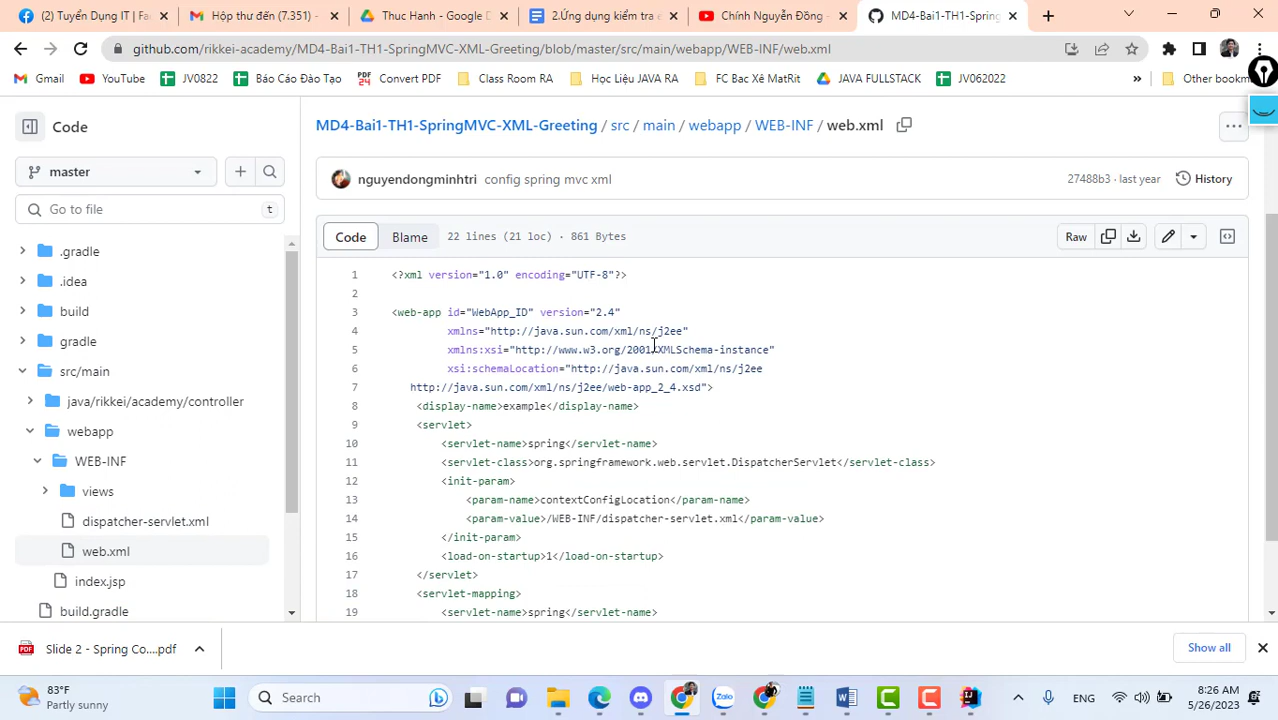 (2) Tuyển Dụng IT | Fa
Hộp thư đến (7.351) -
Thuc Hanh - Google D
2.Ứng dụng kiểm tra
Chính Nguyễn Đông -
MD4-Bai1-TH1-Spring
github.com/rikkei-academy/MD4-Bai1-TH1-SpringMVC-XML-Greeting/blob/master/src/main/webapp/WEB-INF/web.xml
Gmail
YouTube
JV0822
Báo Cáo Đào Tạo
PDF 24
Convert PDF
Class Room RA
Học Liệu JAVA RA
FC Bac Xê MatRit
JAVA FULLSTACK
JV062022
»
Other bookm
Code
MD4-Bai1-TH1-SpringMVC-XML-Greeting / src / main / webapp / WEB-INF / web.xml
master
nguyendongminhtri config spring mvc xml
27488b3 · last year
History
Go to file
t
Code
Blame
22 lines (21 loc) · 861 Bytes
Raw
.gradle
.idea
build
gradle
src/main
java/rikkei/academy/controller
webapp
WEB-INF
views
dispatcher-servlet.xml
web.xml
index.jsp
build.gradle
1 <?xml version="1.0" encoding="UTF-8"?>
2
3 <web-app id="WebApp_ID" version="2.4"
4 xmlns="http://java.sun.com/xml/ns/j2ee"
5 xmlns:xsi="http://www.w3.org/2001/XMLSchema-instance"
6 xsi:schemaLocation="http://java.sun.com/xml/ns/j2ee
7 http://java.sun.com/xml/ns/j2ee/web-app_2_4.xsd">
8 <display-name>example</display-name>
9 <servlet>
10 <servlet-name>spring</servlet-name>
11 <servlet-class>org.springframework.web.servlet.DispatcherServlet</servlet-class>
12 <init-param>
13 <param-name>contextConfigLocation</param-name>
14 <param-value>/WEB-INF/dispatcher-servlet.xml</param-value>
15 </init-param>
16 <load-on-startup>1</load-on-startup>
17 </servlet>
18 <servlet-mapping>
19 <servlet-name>spring</servlet-name>
Slide 2 - Spring Co....pdf
Show all
83°F
Partly sunny
Search
Zalo
ENG
8:26 AM
5/26/2023